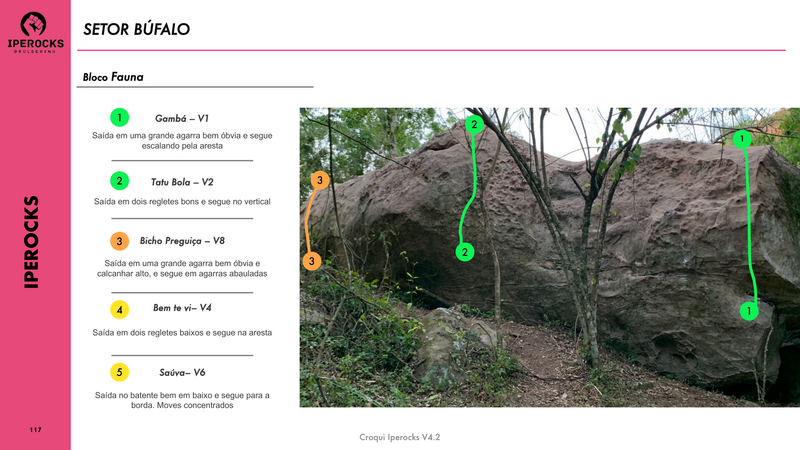 IPEROCKS
BOULDERING
SETOR BÚFALO
Bloco Fauna
1 Gambá – V1
Saída em uma grande agarra bem óbvia e segue
escalando pela aresta
2 Tatu Bola – V2
Saída em dois regletes bons e segue no vertical
3 Bicho Preguiça – V8
Saída em uma grande agarra bem óbvia e
calcanhar alto, e segue em agarras abauladas
4 Bem te vi– V4
Saída em dois regletes baixos e segue na aresta
5 Saúva– V6
Saída no batente bem em baixo e segue para a
borda. Moves concentrados
2
1
3
2
3
1
IPEROCKS
117
Croqui Iperocks V4.2